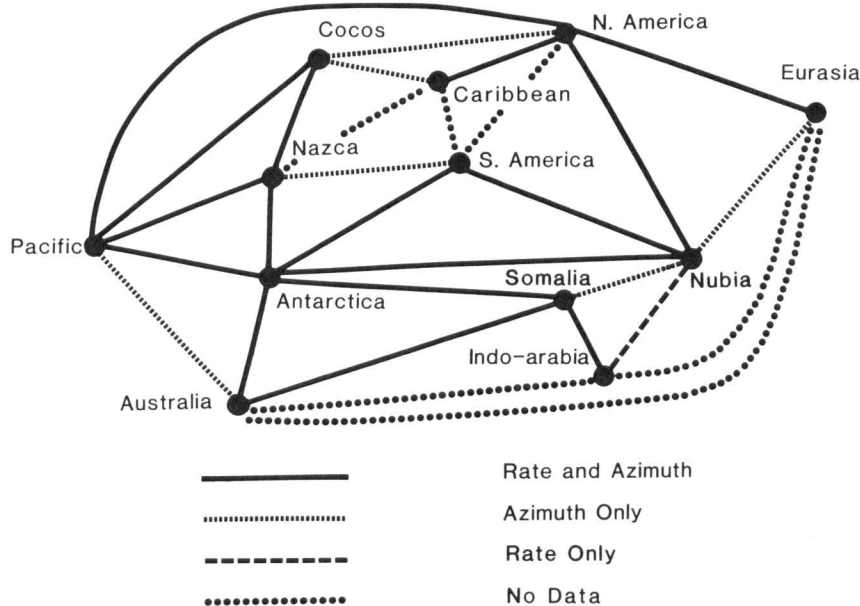 Cocos
N. America
Eurasia
Caribbean
Nazca
S. America
Pacific
Somalia
Nubia
Antarctica
Indo-arabia
Australia
Rate and Azimuth
Azimuth Only
Rate Only
No Data